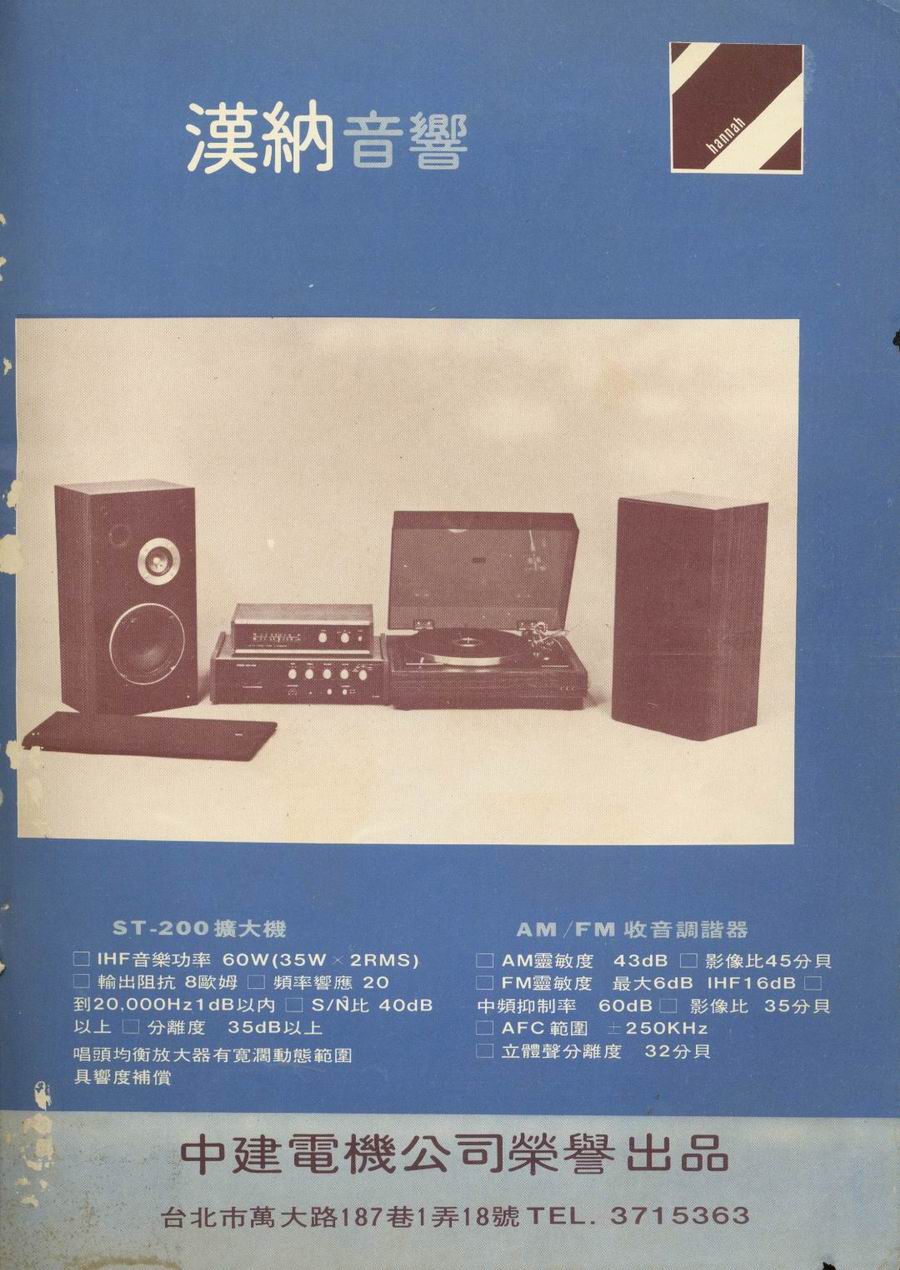 漢納音響
hannah
ST-200擴大機
□ IHF音樂功率 60W(35W × 2RMS)
□ 輸出阻抗 8歐姆 □ 頻率響應 20
到20,000Hz1dB以內 □ S/N比 40dB
以上 □ 分離度 35dB以上
唱頭均衡放大器有寬濶動態範圍
具響度補償
AM/FM 收音調諧器
□ AM靈敏度 43dB □ 影像比45分貝
□ FM靈敏度 最大6dB IHF16dB □
中頻抑制率 60dB □ 影像比 35分貝
□ AFC範圍 ±250KHz
□ 立體聲分離度 32分貝
中建電機公司榮譽出品
台北市萬大路187巷1弄18號 TEL. 3715363